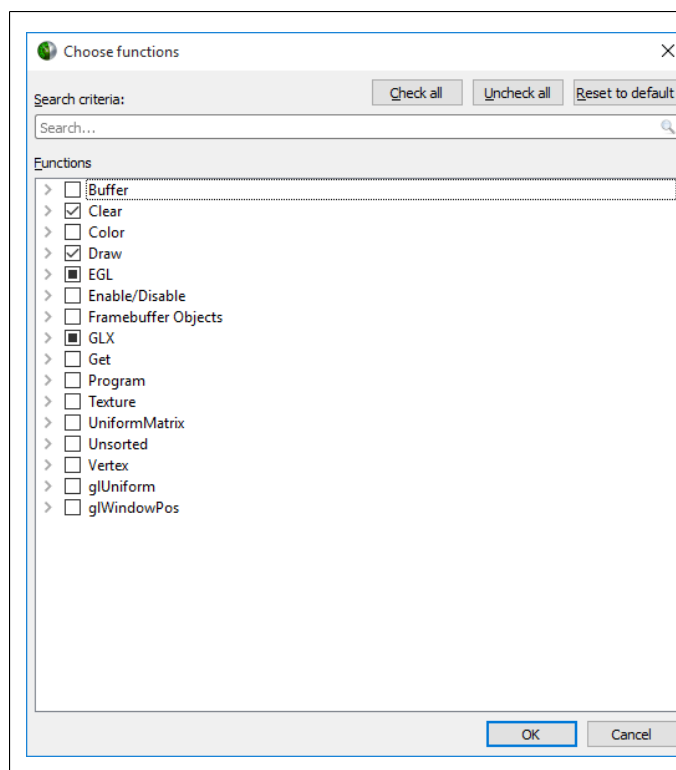 Choose functions
Search criteria:
Check all
Uncheck all
Reset to default
Search...
Functions
Buffer
Clear
Color
Draw
EGL
Enable/Disable
Framebuffer Objects
GLX
Get
Program
Texture
UniformMatrix
Unsorted
Vertex
glUniform
glWindowPos
OK
Cancel